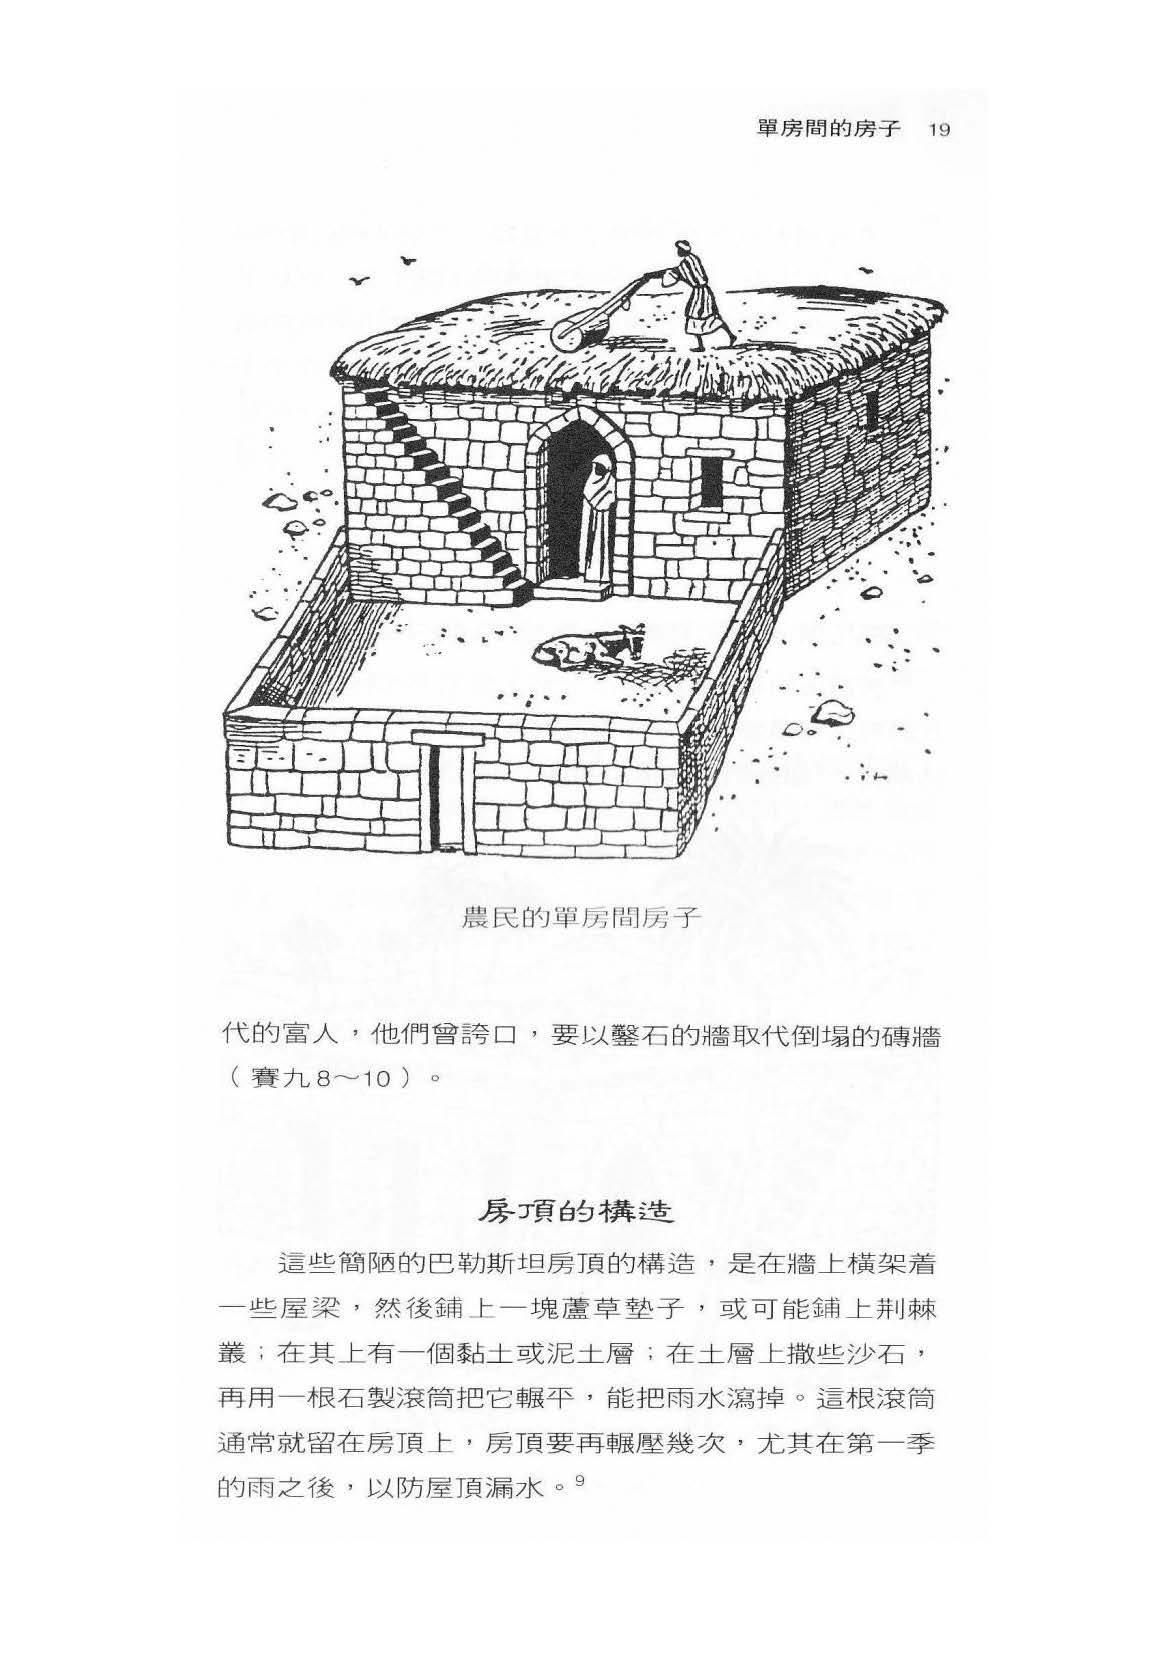 單房間的房子 19
農民的單房間房子
代的富人，他們曾誇口，要以鑿石的牆取代倒塌的磚牆
（賽九8～10）。
房頂的構造
這些簡陋的巴勒斯坦房頂的構造，是在牆上橫架着
一些屋梁，然後鋪上一塊蘆草墊子，或可能鋪上荆棘
叢；在其上有一個黏土或泥土層；在土層上撒些沙石，
再用一根石製滾筒把它輾平，能把雨水瀉掉。這根滾筒
通常就留在房頂上，房頂要再輾壓幾次，尤其在第一季
的雨之後，以防屋頂漏水。9